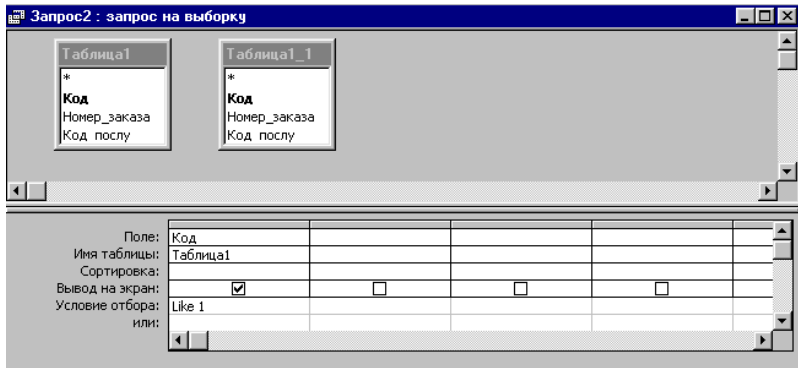 Запрос2 : запрос на выборку
Таблица1
*
Код
Номер_заказа
Код послу
Таблица1_1
*
Код
Номер_заказа
Код послу
Поле: Код
Имя таблицы: Таблица1
Сортировка:
Вывод на экран:
Условие отбора: Like 1
или: